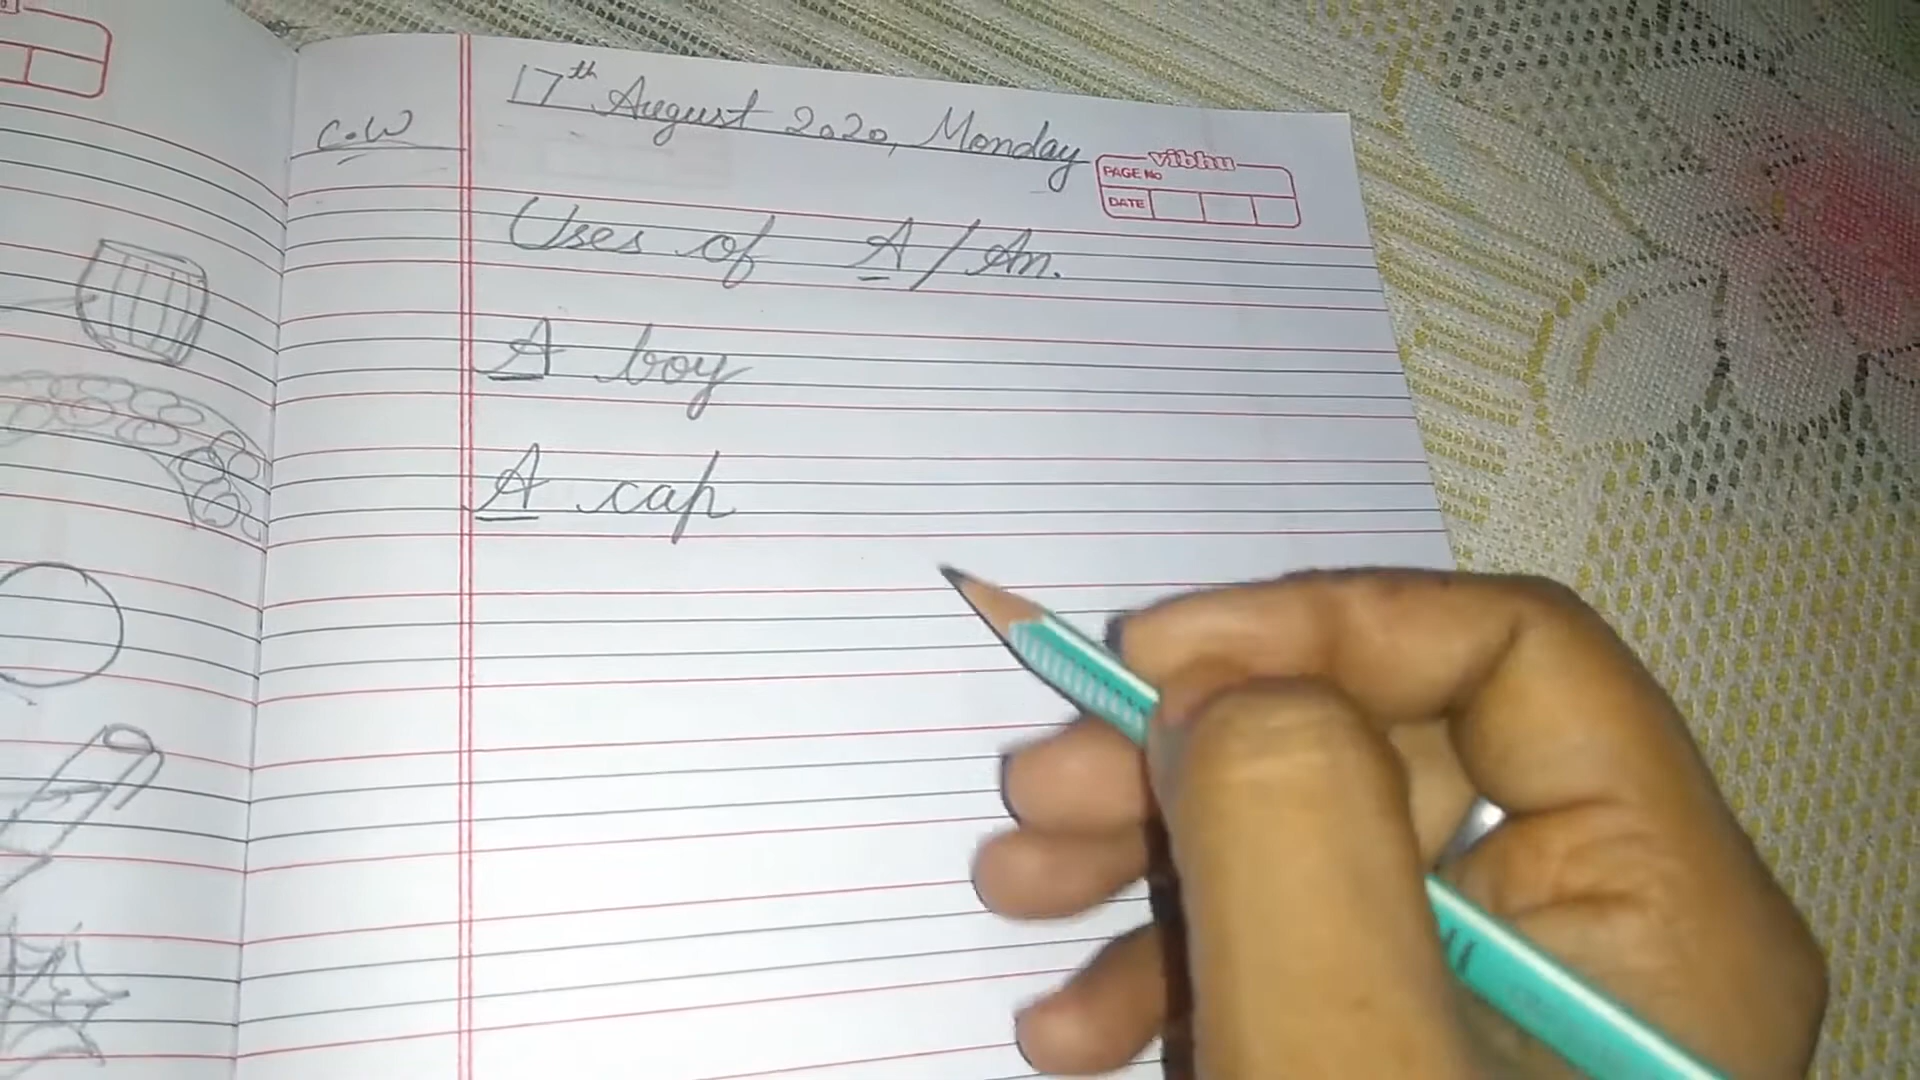 17th August 2020, Monday
C.W
vibhu
PAGE No
DATE
Uses of A/An.
A boy
A cap